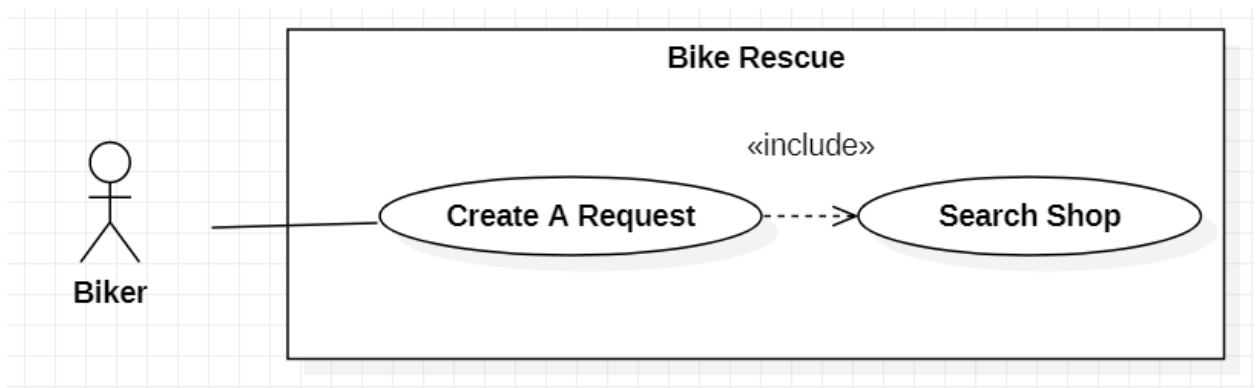 Bike Rescue
«include»
Create A Request
Search Shop
Biker